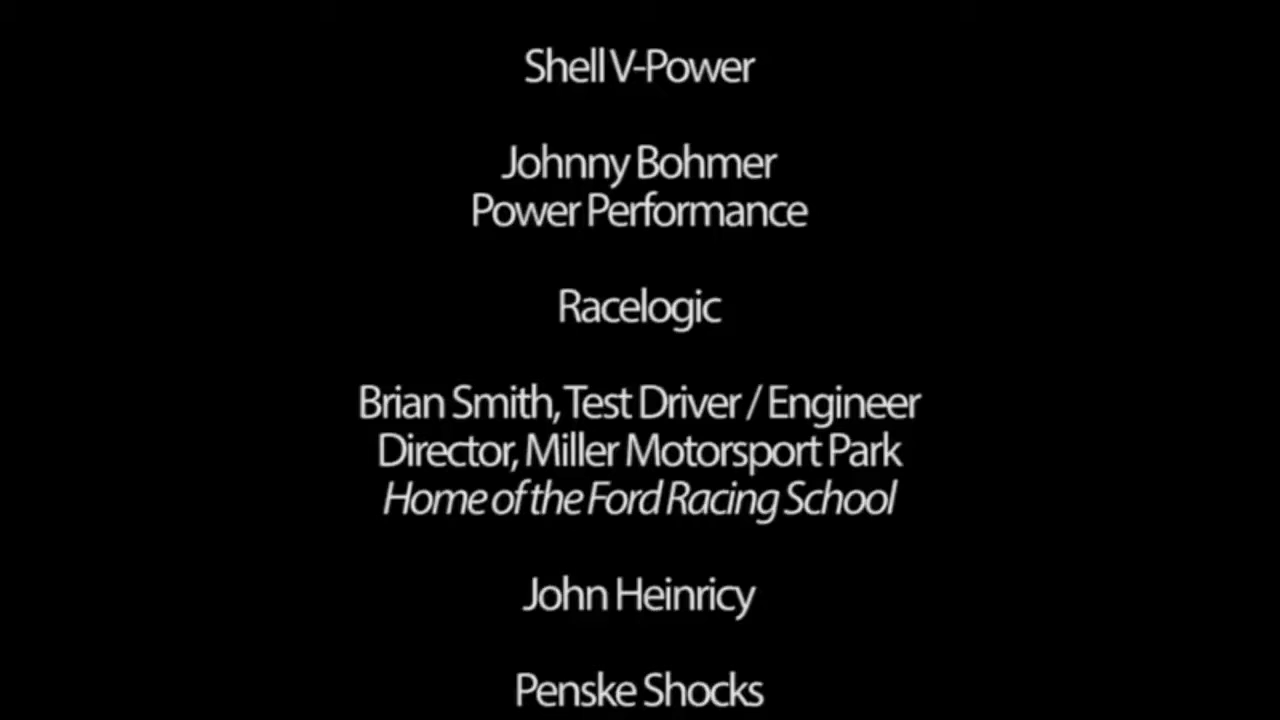 Shell V-Power
Johnny Bohmer
Power Performance
Racelogic
Brian Smith, Test Driver / Engineer
Director, Miller Motorsport Park
Home of the Ford Racing School
John Heinricy
Penske Shocks